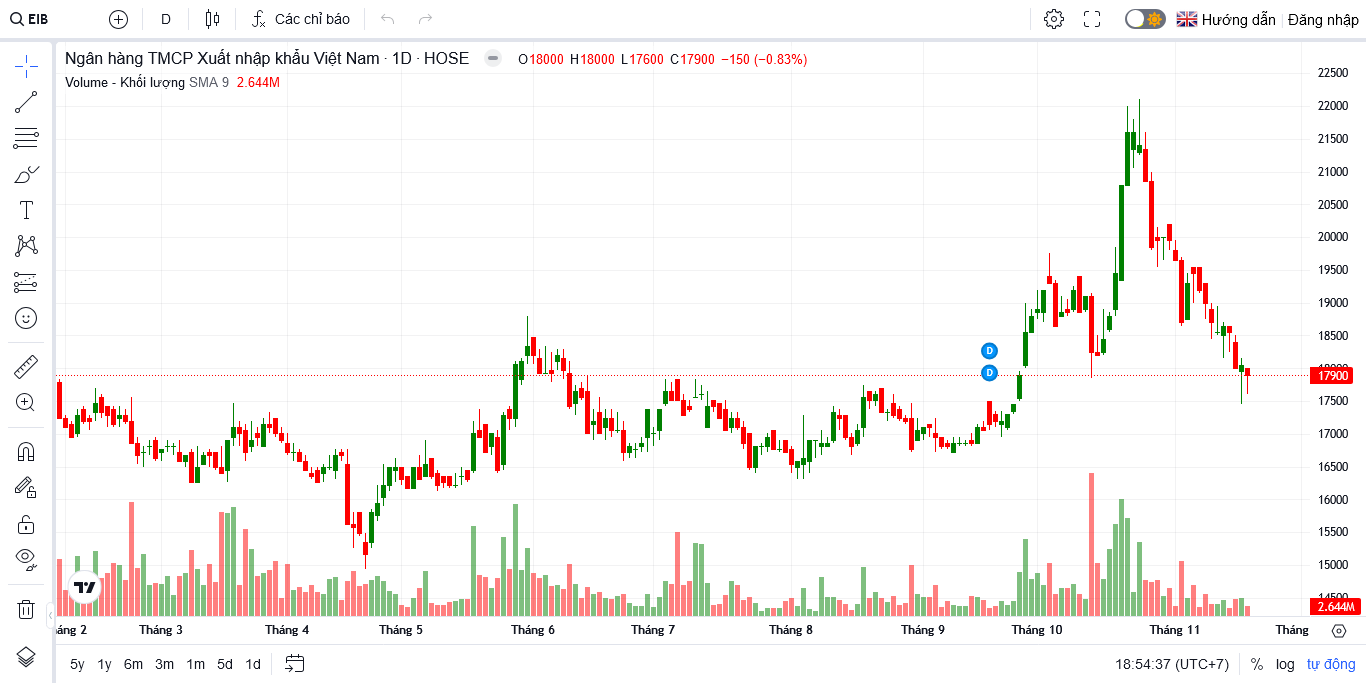 EIB D Các chỉ báo Hướng dẫn Đăng nhập
Ngân hàng TMCP Xuất nhập khẩu Việt Nam · 1D · HOSE O18000 H18000 L17600 C17900 −150 (−0.83%)
Volume - Khối lượng SMA 9 2.644M
22500
22000
21500
21000
20500
20000
19500
19000
18500
D
D
18000
17900
17500
17000
16500
16000
15500
15000
14500
2.644M
áng 2 Tháng 3 Tháng 4 Tháng 5 Tháng 6 Tháng 7 Tháng 8 Tháng 9 Tháng 10 Tháng 11 Tháng
5y 1y 6m 3m 1m 5d 1d 18:54:37 (UTC+7) % log tự động